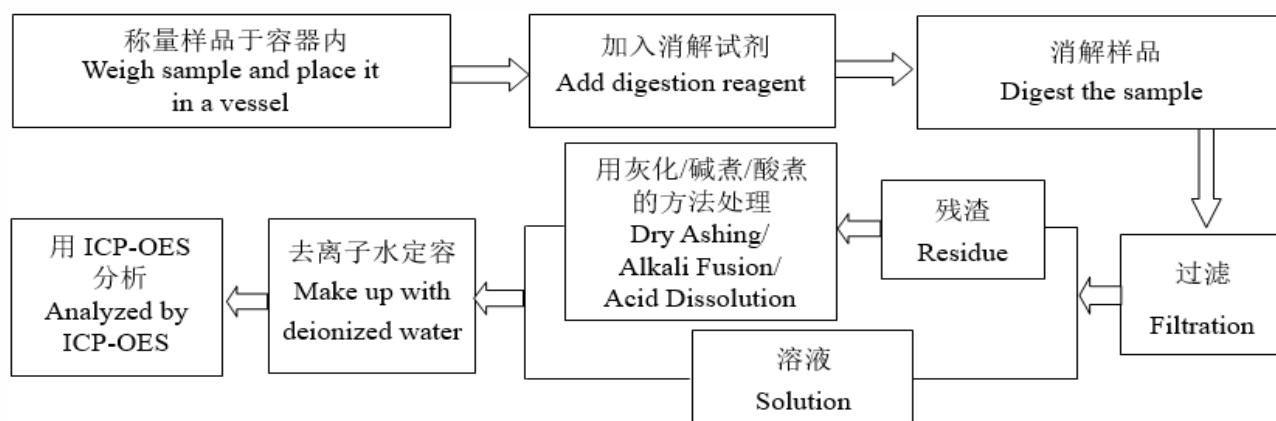 称量样品于容器内
Weigh sample and place it
in a vessel
加入消解试剂
Add digestion reagent
消解样品
Digest the sample
过滤
Filtration
残渣
Residue
用灰化/碱煮/酸煮
的方法处理
Dry Ashing/
Alkali Fusion/
Acid Dissolution
溶液
Solution
去离子水定容
Make up with
deionized water
用 ICP-OES
分析
Analyzed by
ICP-OES